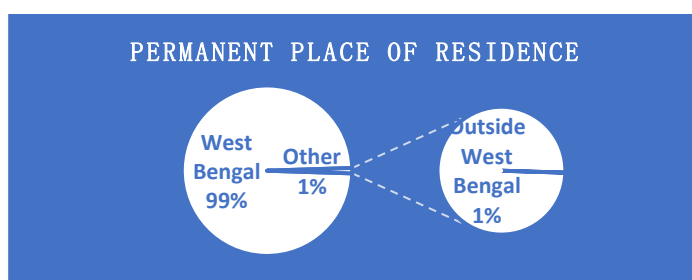 PERMANENT PLACE OF RESIDENCE
West
Bengal
99%
Other
1%
Outside
West
Bengal
1%